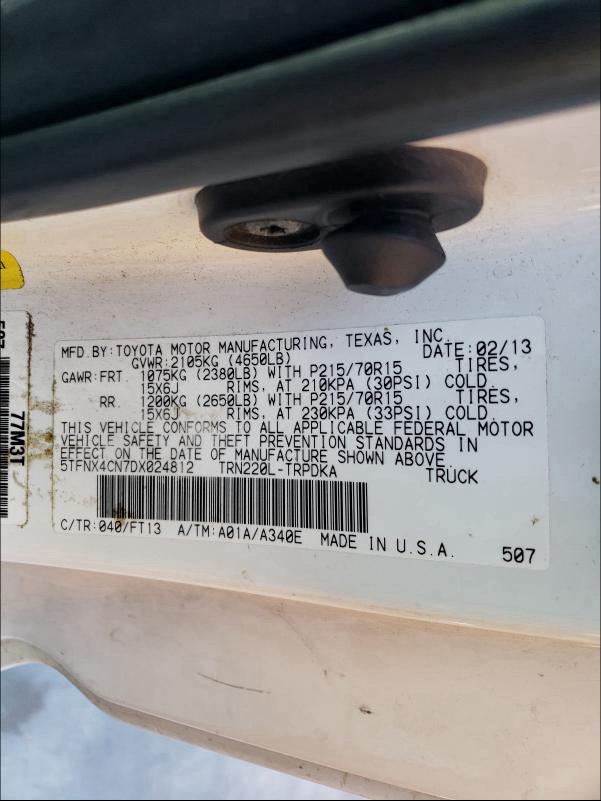 MFD.BY:TOYOTA MOTOR MANUFACTURING, TEXAS, INC.
GVWR:2105KG (4650LB) DATE:02/13
GAWR:FRT. 1075KG (2380LB) WITH P215/70R15 TIRES,
15X6J RIMS, AT 210KPA (30PSI) COLD.
RR. 1200KG (2650LB) WITH P215/70R15 TIRES,
15X6J RIMS, AT 230KPA (33PSI) COLD.
THIS VEHICLE CONFORMS TO ALL APPLICABLE FEDERAL MOTOR
VEHICLE SAFETY AND THEFT PREVENTION STANDARDS IN
EFFECT ON THE DATE OF MANUFACTURE SHOWN ABOVE.
5TFNX4CN7DX024812 TRN220L-TRPDKA TRUCK
C/TR:040/FT13 A/TM:A01A/A340E MADE IN U.S.A. 507
77M3T